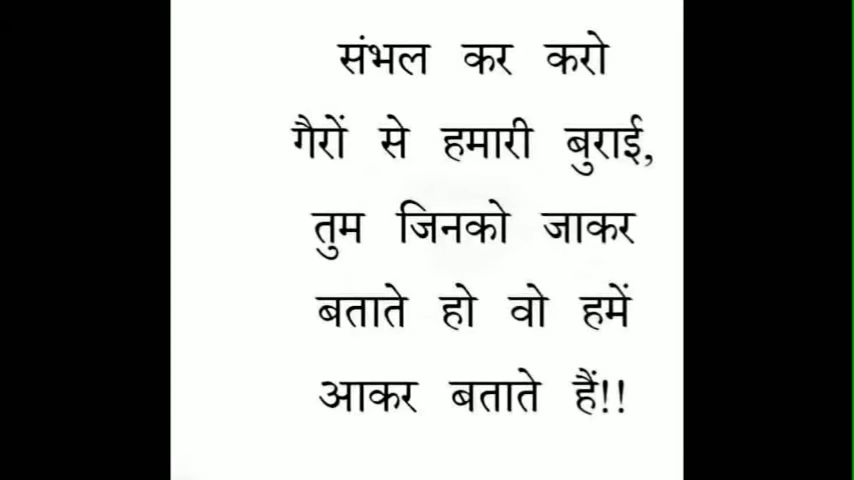 संभल कर करो
गैरों से हमारी बुराई,
तुम जिनको जाकर
बताते हो वो हमें
आकर बताते हैं!!